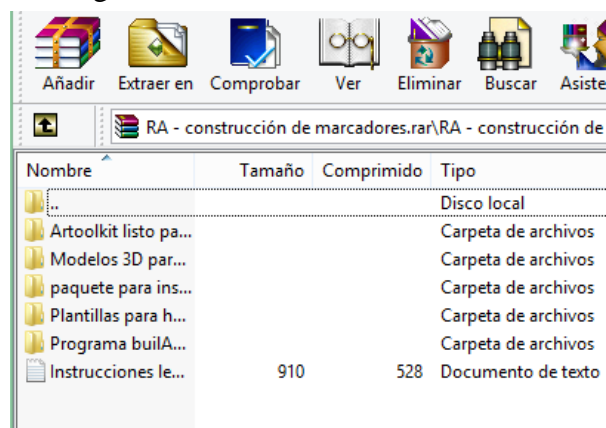 Añadir Extraer en Comprobar Ver Eliminar Buscar Asiste
RA - construcción de marcadores.rar\RA - construcción de
Nombre Tamaño Comprimido Tipo
.. Disco local
Artoolkit listo pa... Carpeta de archivos
Modelos 3D par... Carpeta de archivos
paquete para ins... Carpeta de archivos
Plantillas para h... Carpeta de archivos
Programa builA... Carpeta de archivos
Instrucciones le... 910 528 Documento de texto